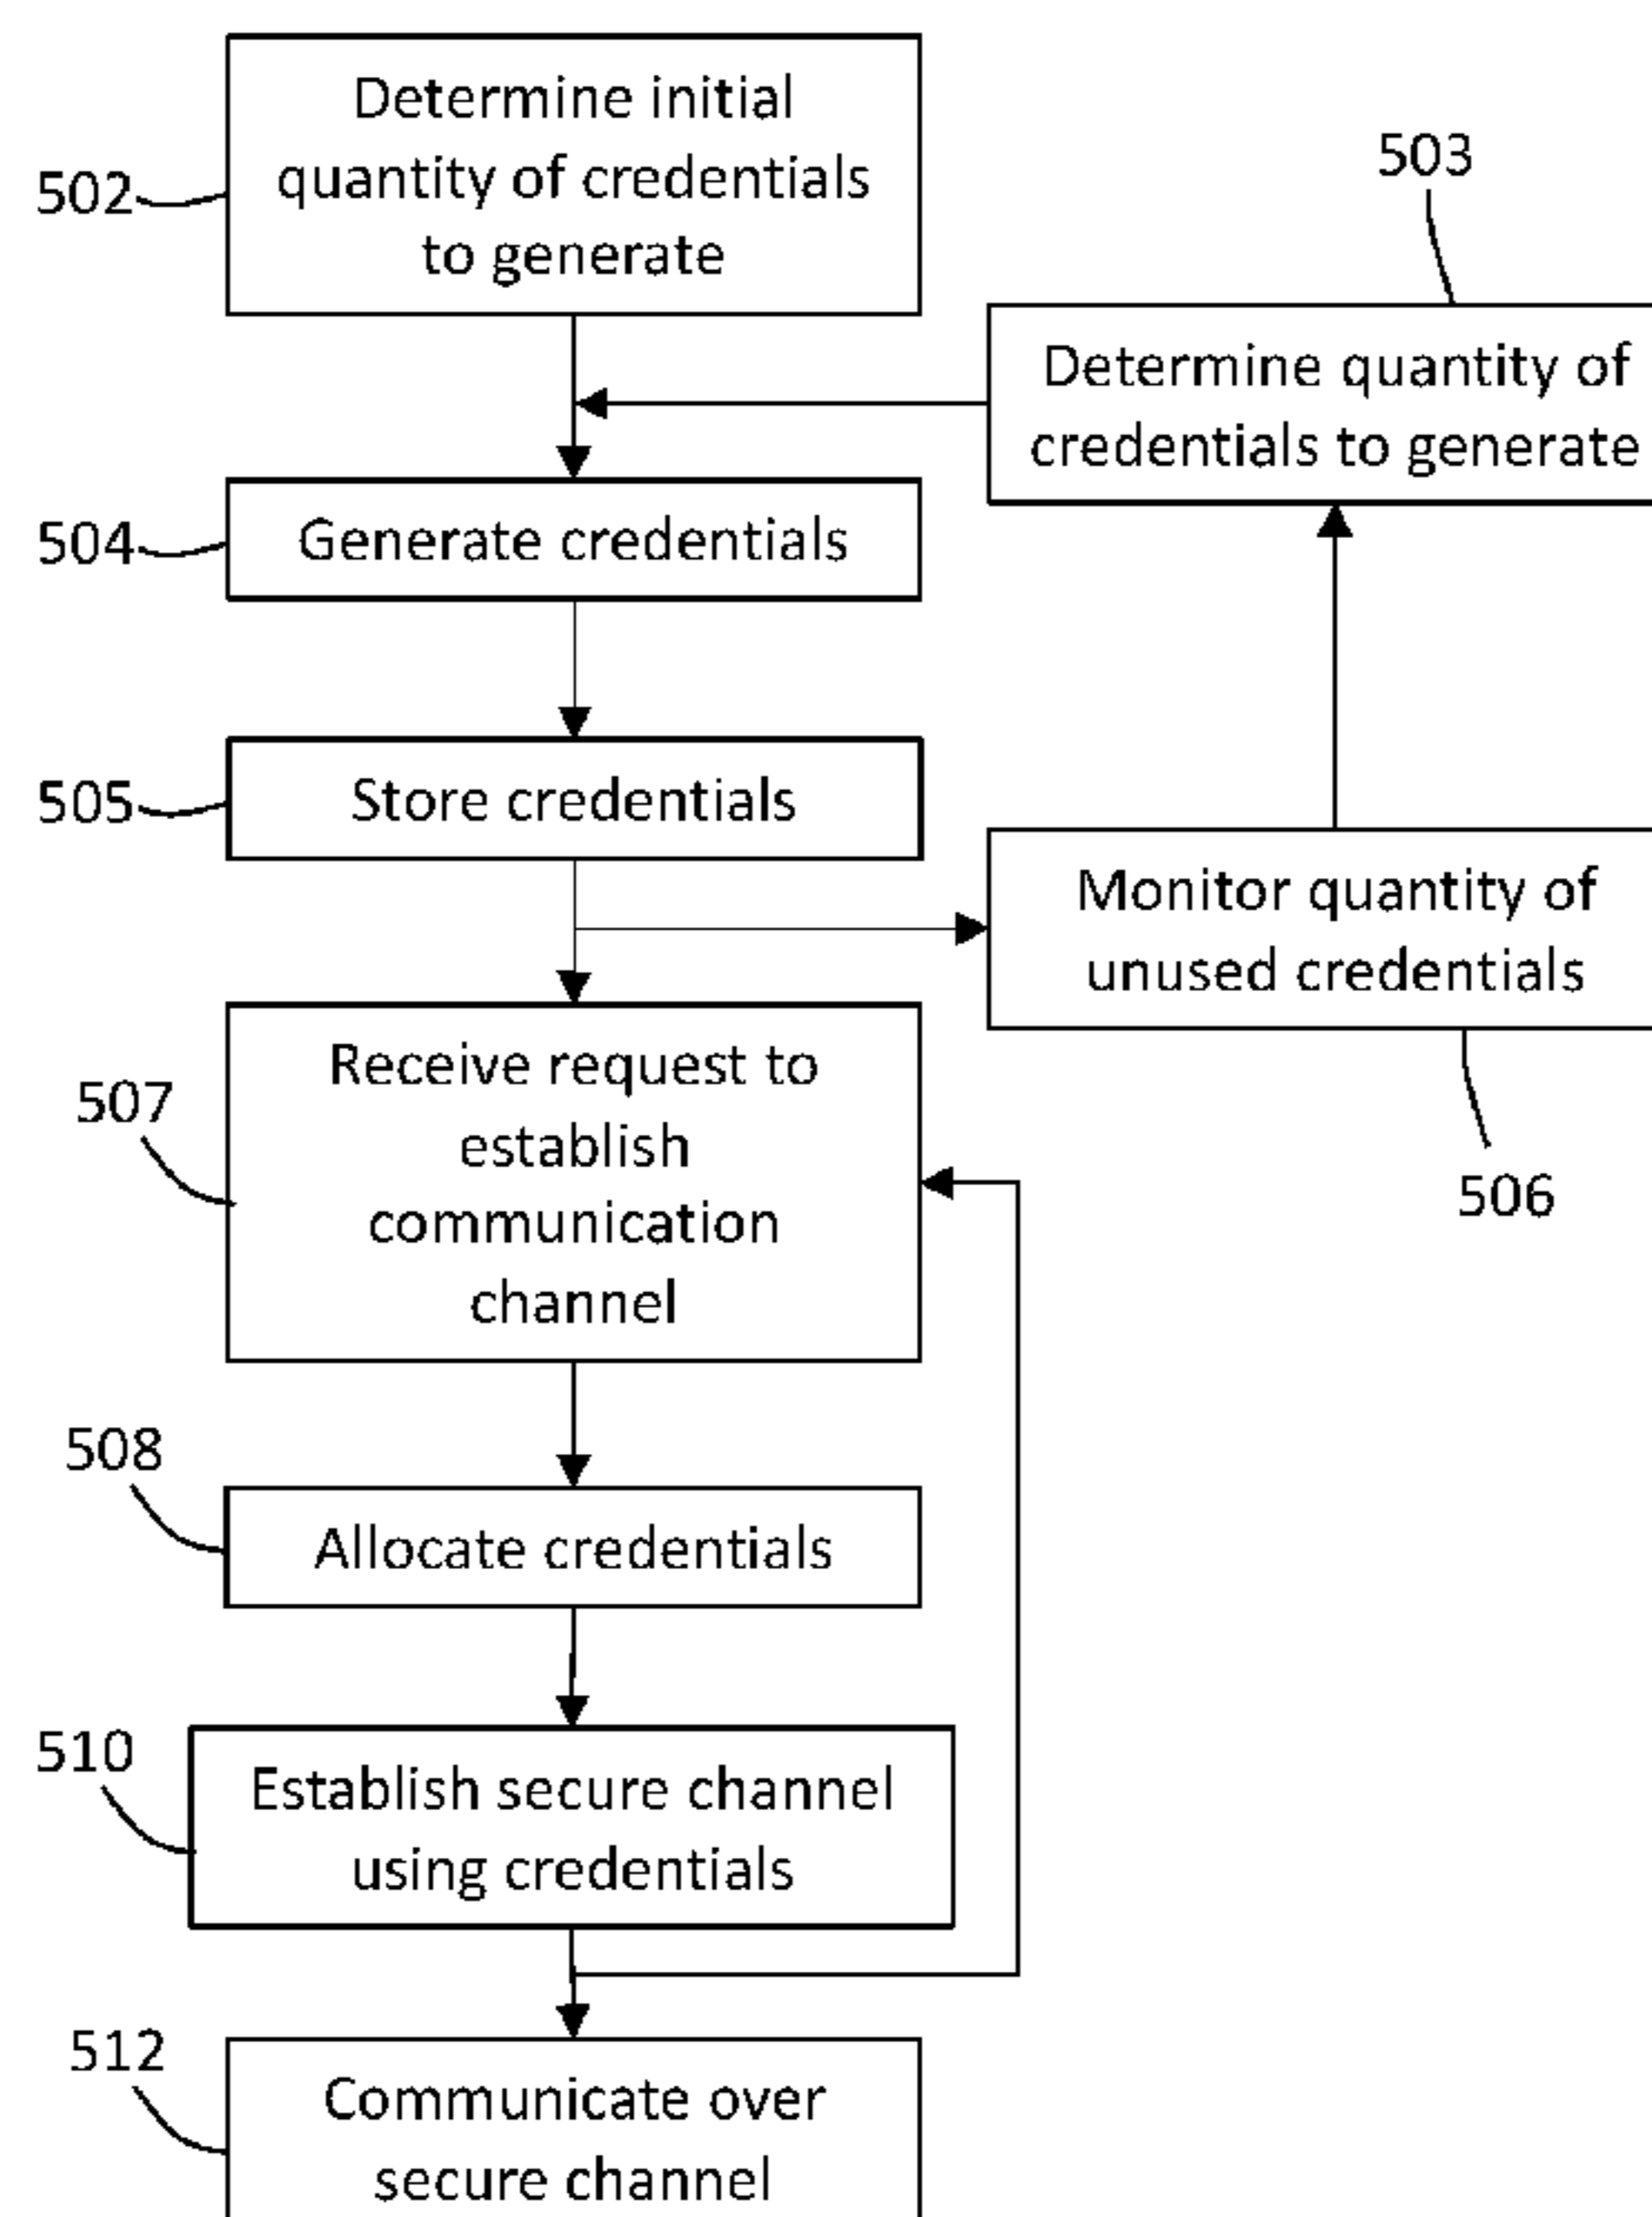 Determine initial
quantity of credentials
to generate
502
503
Determine quantity of
credentials to generate
504
Generate credentials
505
Store credentials
Monitor quantity of
unused credentials
506
507
Receive request to
establish
communication
channel
508
Allocate credentials
510
Establish secure channel
using credentials
512
Communicate over
secure channel